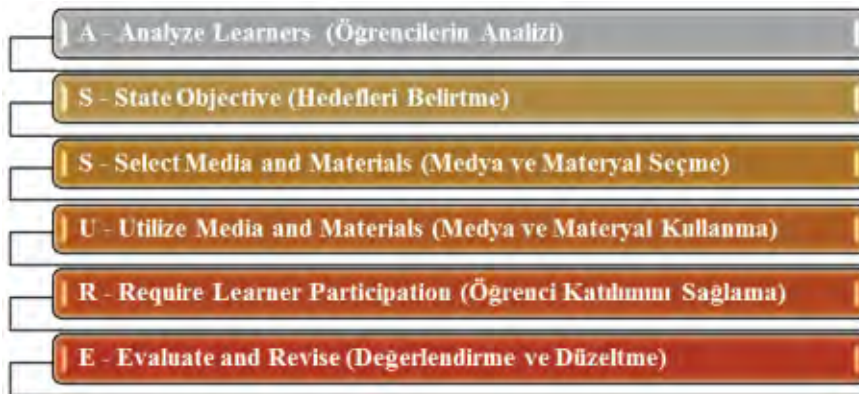 A - Analyze Learners (Öğrencilerin Analizi)
S - State Objective (Hedefleri Belirtme)
S - Select Media and Materials (Medya ve Materyal Seçme)
U - Utilize Media and Materials (Medya ve Materyal Kullanma)
R - Require Learner Participation (Öğrenci Katılımını Sağlama)
E - Evaluate and Revise (Değerlendirme ve Düzeltme)